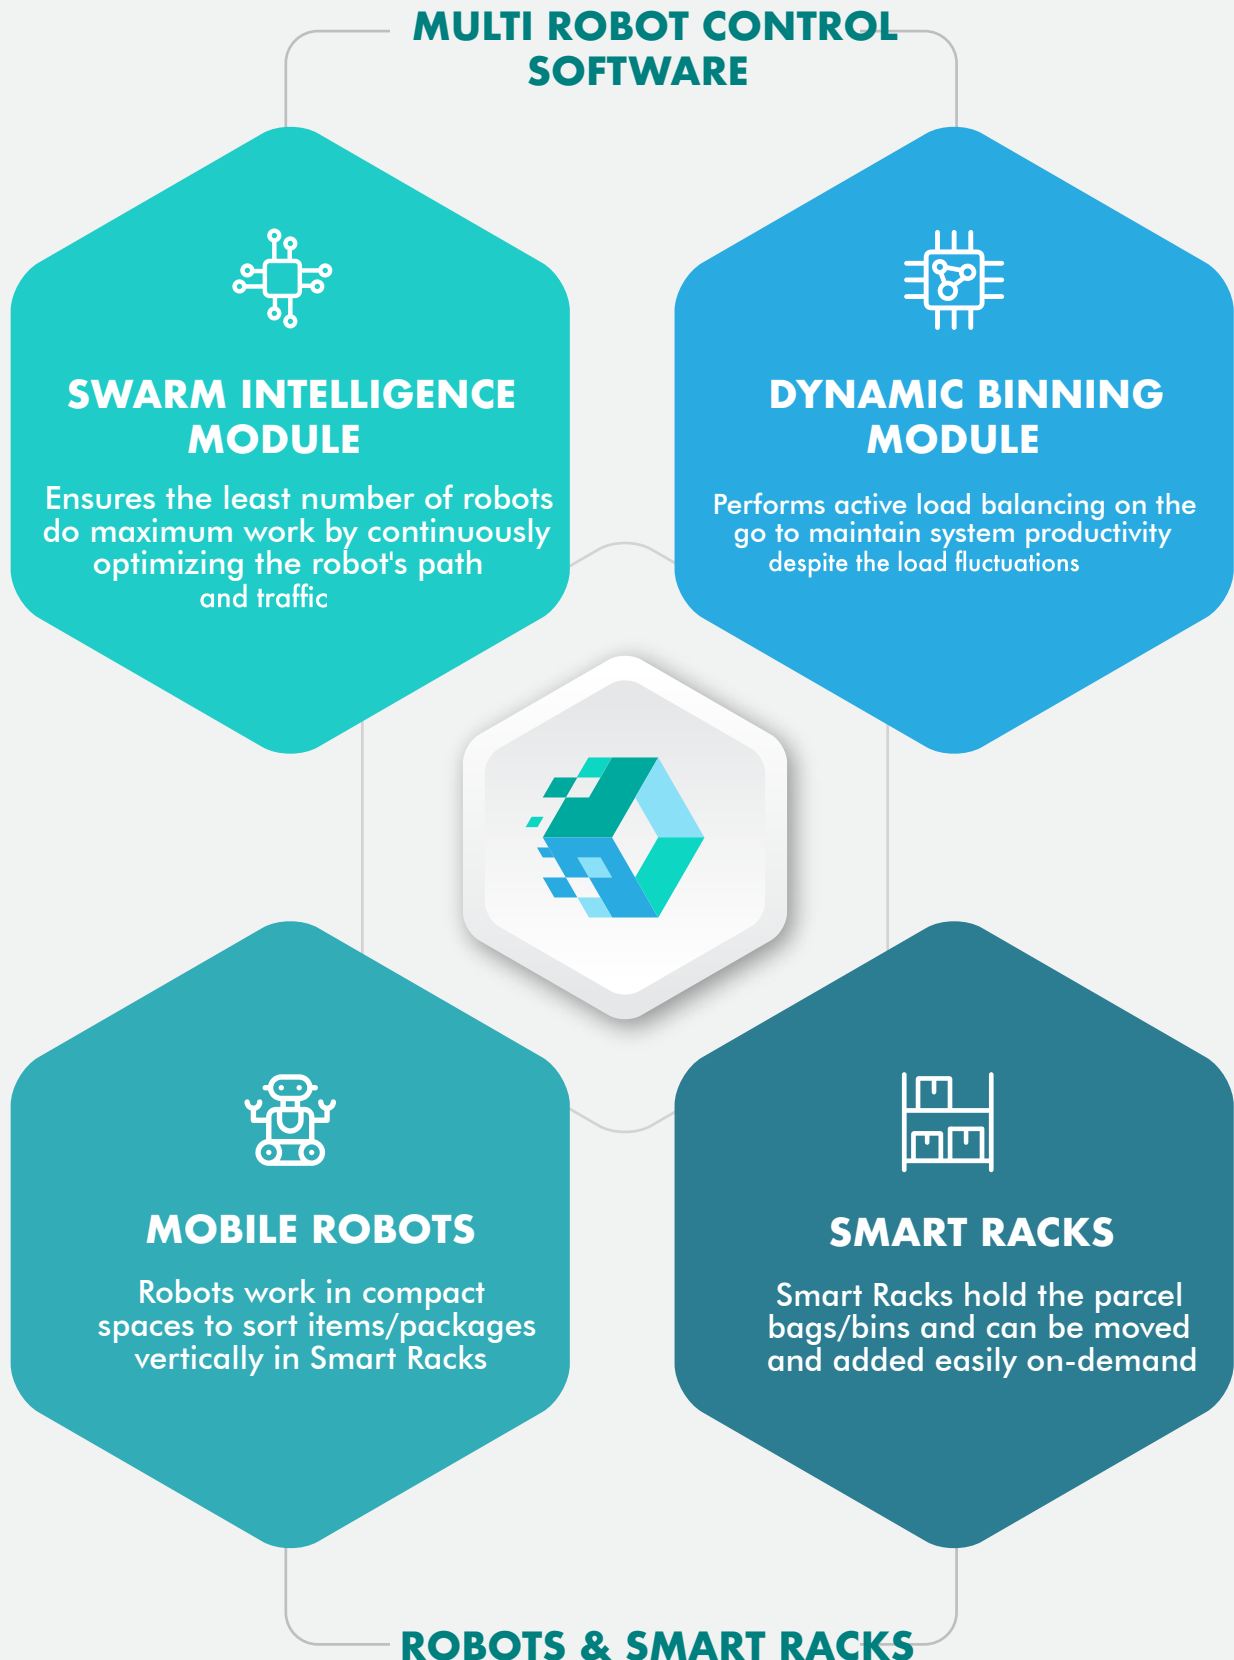 MULTI ROBOT CONTROL
SOFTWARE
SWARM INTELLIGENCE
MODULE
Ensures the least number of robots
do maximum work by continuously
optimizing the robot's path
and traffic
DYNAMIC BINNING
MODULE
Performs active load balancing on the
go to maintain system productivity
despite the load fluctuations
MOBILE ROBOTS
Robots work in compact
spaces to sort items/packages
vertically in Smart Racks
SMART RACKS
Smart Racks hold the parcel
bags/bins and can be moved
and added easily on-demand
ROBOTS & SMART RACKS